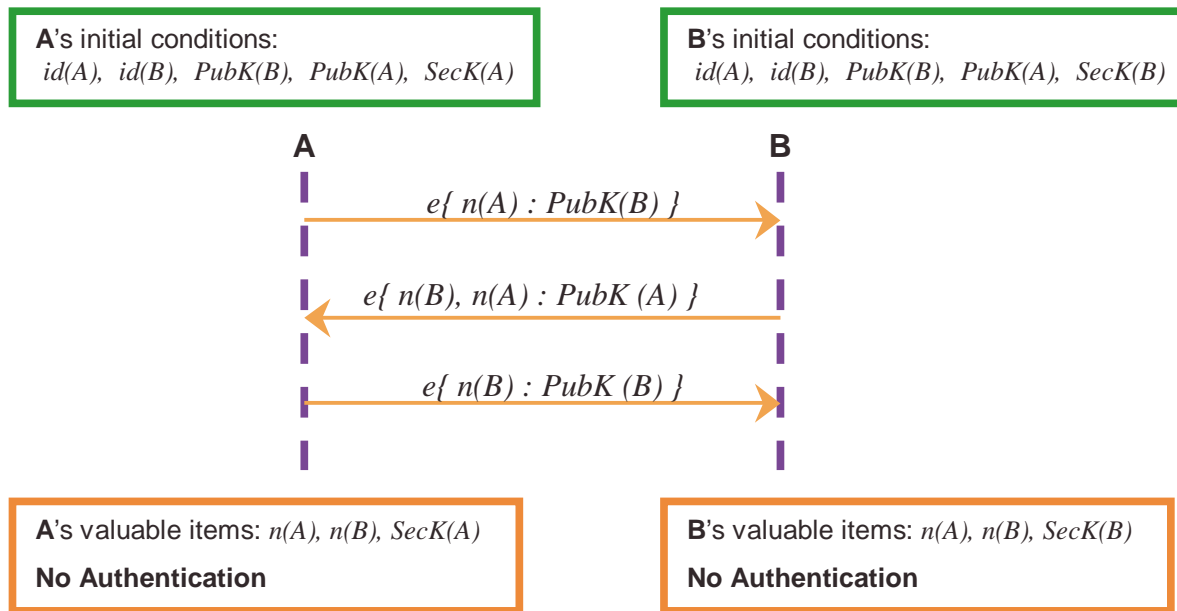 A's initial conditions:
id(A), id(B), PubK(B), PubK(A), SecK(A)
B's initial conditions:
id(A), id(B), PubK(B), PubK(A), SecK(B)
A
B
e{ n(A) : PubK(B) }
e{ n(B), n(A) : PubK (A) }
e{ n(B) : PubK (B) }
A's valuable items: n(A), n(B), SecK(A)
No Authentication
B's valuable items: n(A), n(B), SecK(B)
No Authentication